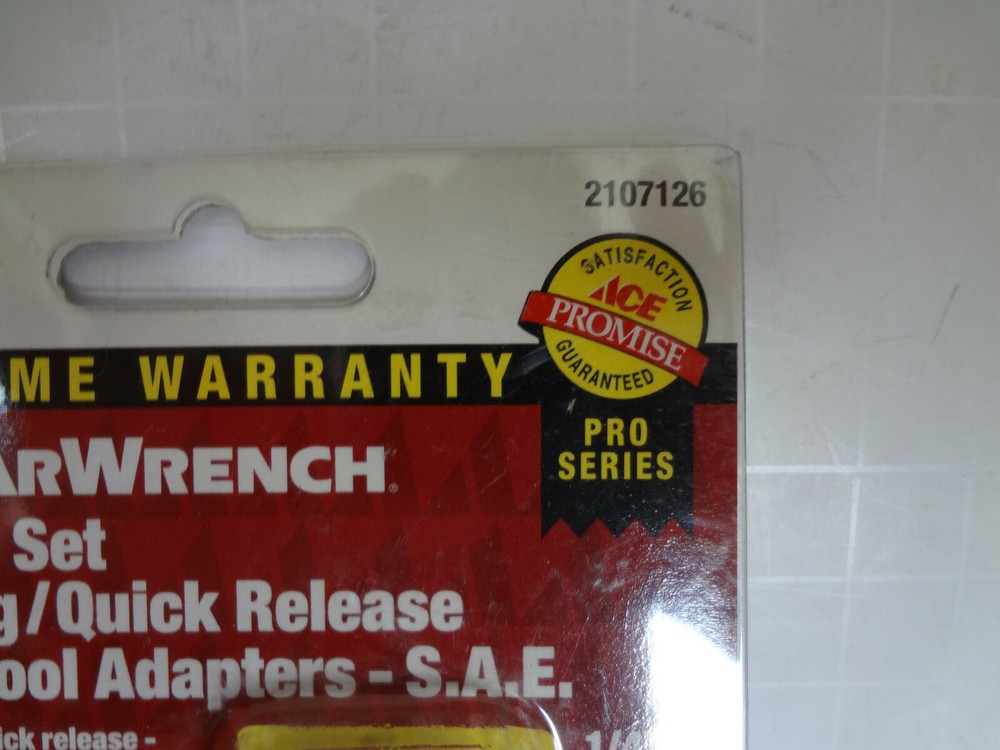 2107126
SATISFACTION
ACE
PROMISE
GUARANTEED
PRO
SERIES
ME WARRANTY
ARWRENCH®
Set
g/Quick Release
ool Adapters - S.A.E.
ick release -